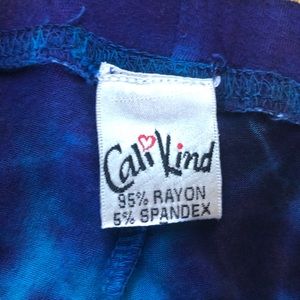 Cali Kind
95% RAYON
5% SPANDEX